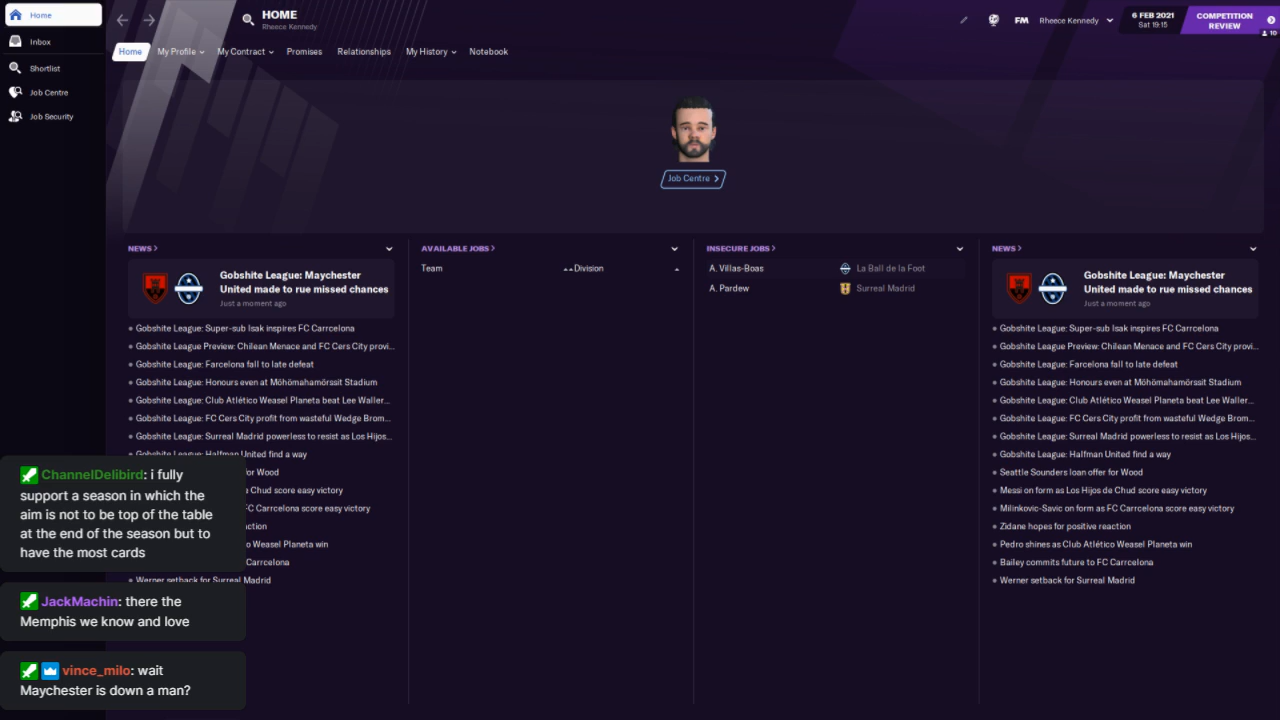 Home
Inbox
Shortlist
Job Centre
Job Security
HOME
Rheece Kennedy
FM
Rheece Kennedy
6 FEB 2021
Sat 19:15
COMPETITION
REVIEW
10
Home
My Profile
My Contract
Promises
Relationships
My History
Notebook
Job Centre
NEWS
Gobshite League: Maychester
United made to rue missed chances
Just a moment ago
Gobshite League: Super-sub Isak inspires FC Carrcelona
Gobshite League Preview: Chilean Menace and FC Cers City provi...
Gobshite League: Farcelona fall to late defeat
Gobshite League: Honours even at Möhömahamörssit Stadium
Gobshite League: Club Atlético Weasel Planeta beat Lee Waller...
Gobshite League: FC Cers City profit from wasteful Wedge Brom...
Gobshite League: Surreal Madrid powerless to resist as Los Hijos...
Gobshite League: Halfman United find a way
for Wood
Chud score easy victory
FC Carrcelona score easy victory
ction
o Weasel Planeta win
Carrcelona
Werner setback for Surreal Madrid
AVAILABLE JOBS
Team
Division
INSECURE JOBS
A. Villas-Boas
La Ball de la Foot
A. Pardew
Surreal Madrid
NEWS
Gobshite League: Maychester
United made to rue missed chances
Just a moment ago
Gobshite League: Super-sub Isak inspires FC Carrcelona
Gobshite League Preview: Chilean Menace and FC Cers City provi...
Gobshite League: Farcelona fall to late defeat
Gobshite League: Honours even at Möhömahamörssit Stadium
Gobshite League: Club Atlético Weasel Planeta beat Lee Waller...
Gobshite League: FC Cers City profit from wasteful Wedge Brom...
Gobshite League: Surreal Madrid powerless to resist as Los Hijos...
Gobshite League: Halfman United find a way
Seattle Sounders loan offer for Wood
Messi on form as Los Hijos de Chud score easy victory
Milinkovic-Savic on form as FC Carrcelona score easy victory
Zidane hopes for positive reaction
Pedro shines as Club Atlético Weasel Planeta win
Bailey commits future to FC Carrcelona
Werner setback for Surreal Madrid
ChannelDelibird: i fully
support a season in which the
aim is not to be top of the table
at the end of the season but to
have the most cards
JackMachin: there the
Memphis we know and love
vince_milo: wait
Maychester is down a man?